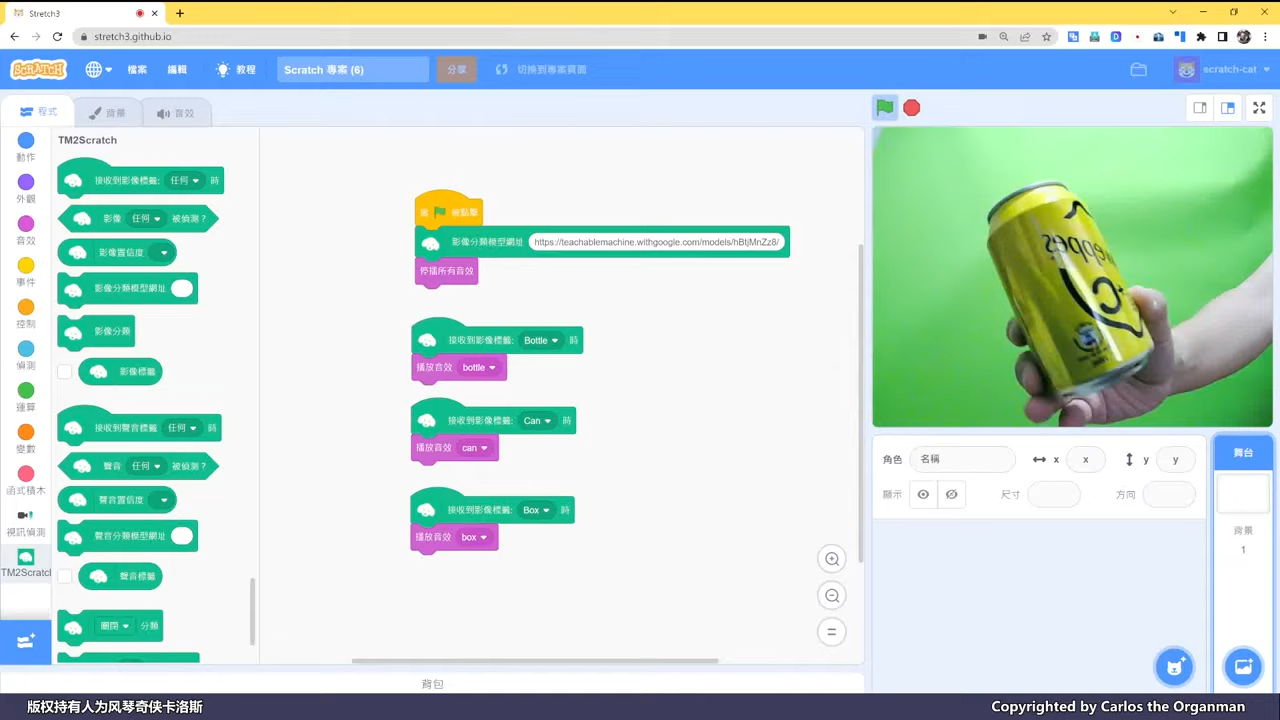 Stretch3
stretch3.github.io
SCRATCH
檔案
編輯
教程
Scratch 專案 (6)
分享
切換到專案頁面
scratch-cat
程式
背景
音效
動作
外觀
音效
事件
控制
偵測
運算
變數
函式積木
視訊偵測
TM2Scratch
TM2Scratch
接收到影像標籤: 任何 時
影像 任何 被偵測？
影像置信度
影像分類模型網址
影像分類
影像標籤
接收到聲音標籤 任何 時
聲音 任何 被偵測？
聲音置信度
聲音分類模型網址
聲音標籤
關閉 分類
當 被點擊
影像分類模型網址 https://teachablemachine.withgoogle.com/models/hBtjMnZz8/
停播所有音效
接收到影像標籤: Bottle 時
播放音效 bottle
接收到影像標籤: Can 時
播放音效 can
接收到影像標籤: Box 時
播放音效 box
背包
角色
名稱
x
x
y
y
顯示
尺寸
方向
舞台
背景
1
版权持有人为风琴奇侠卡洛斯
Copyrighted by Carlos the Organman